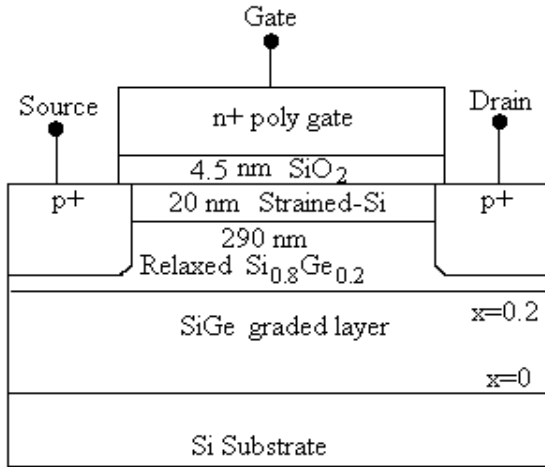 Gate
Source
Drain
n+ poly gate
4.5 nm SiO₂
p+
20 nm Strained-Si
p+
290 nm
Relaxed Si₀.₈Ge₀.₂
x=0.2
SiGe graded layer
x=0
Si Substrate